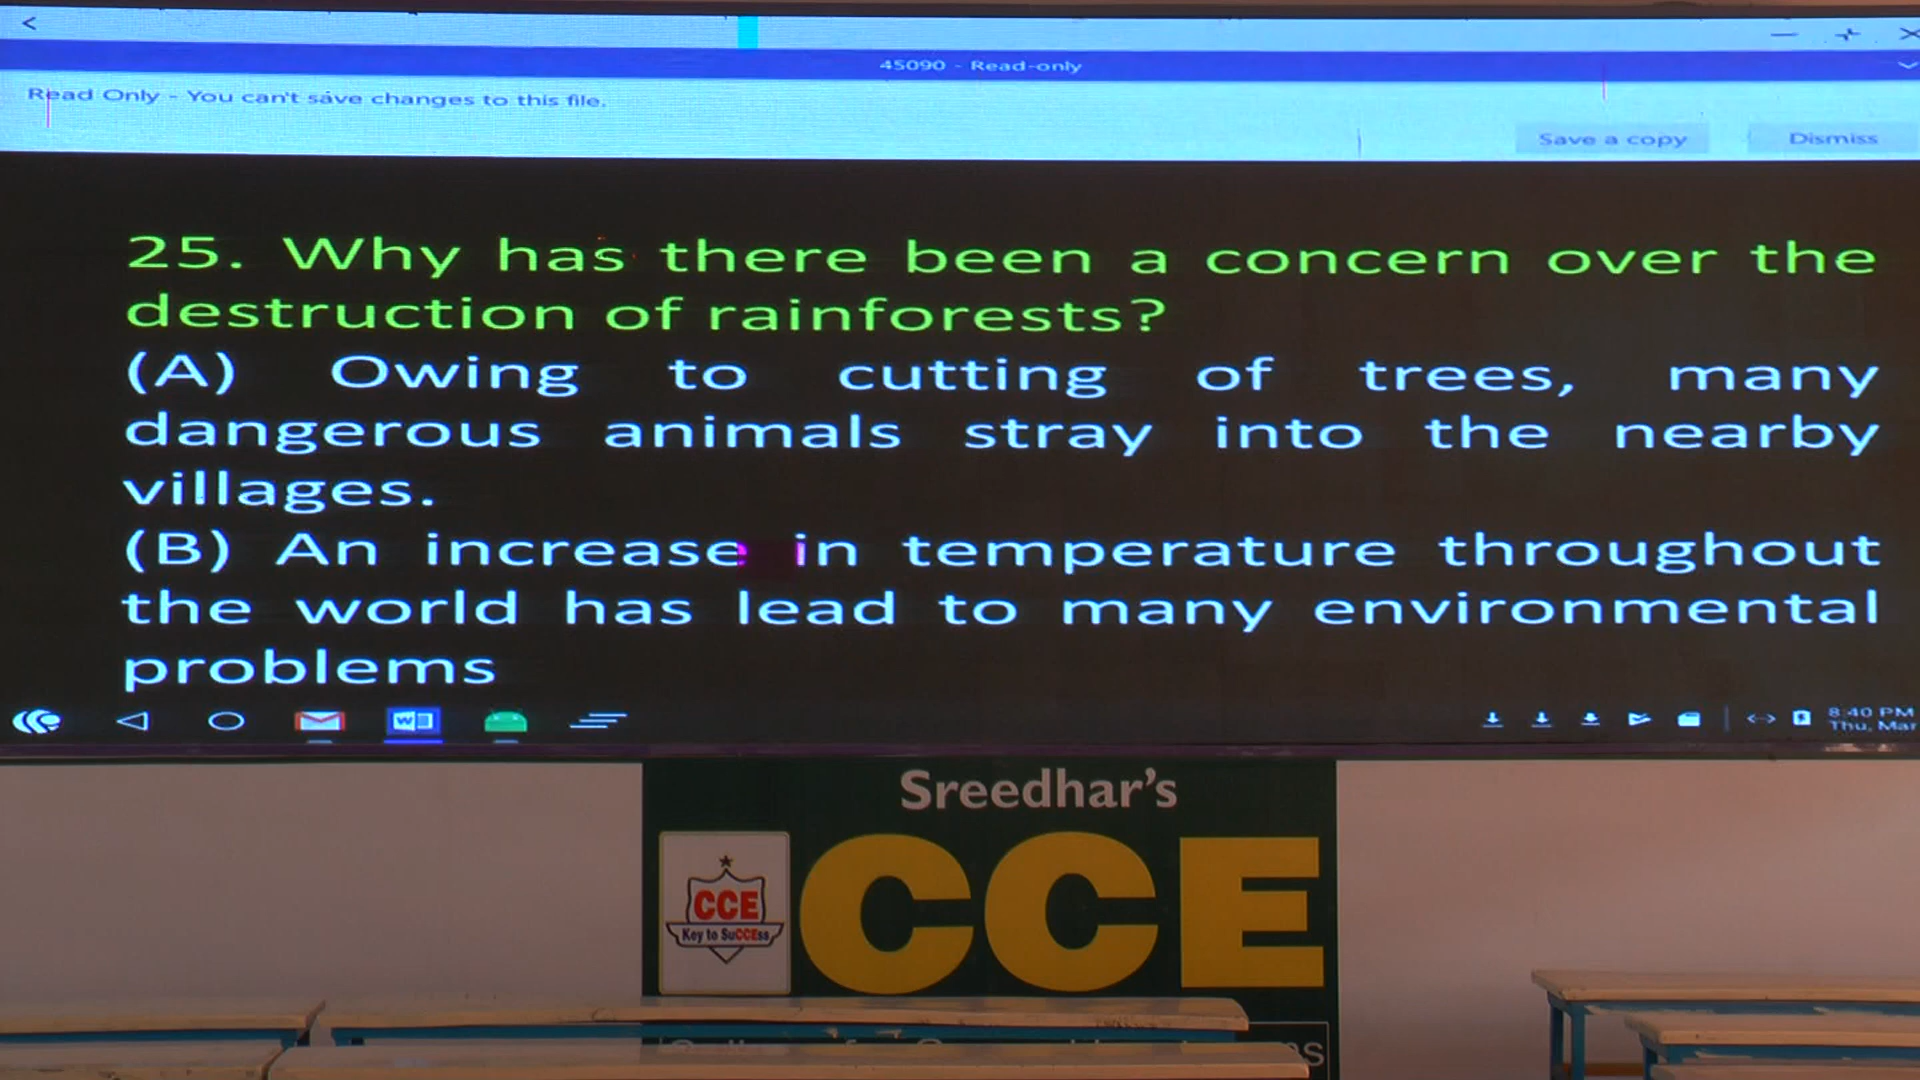 45090 - Read-only
Read Only - You can't save changes to this file.
Save a copy Dismiss
25. Why has there been a concern over the
destruction of rainforests?
(A) Owing to cutting of trees, many
dangerous animals stray into the nearby
villages.
(B) An increase in temperature throughout
the world has lead to many environmental
problems
8:40 PM
Thu, Mar
Sreedhar's
CCE
CCE
Key to SuCCEss